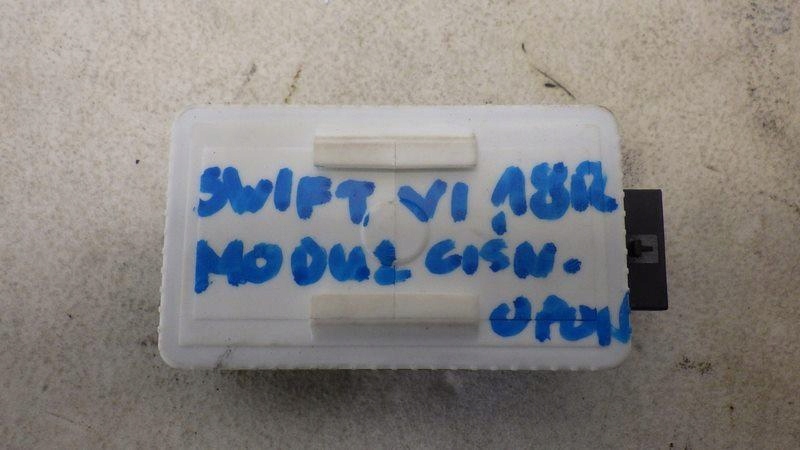 SWIFT VI 18R
MODUŁ CIŚN.
OPON